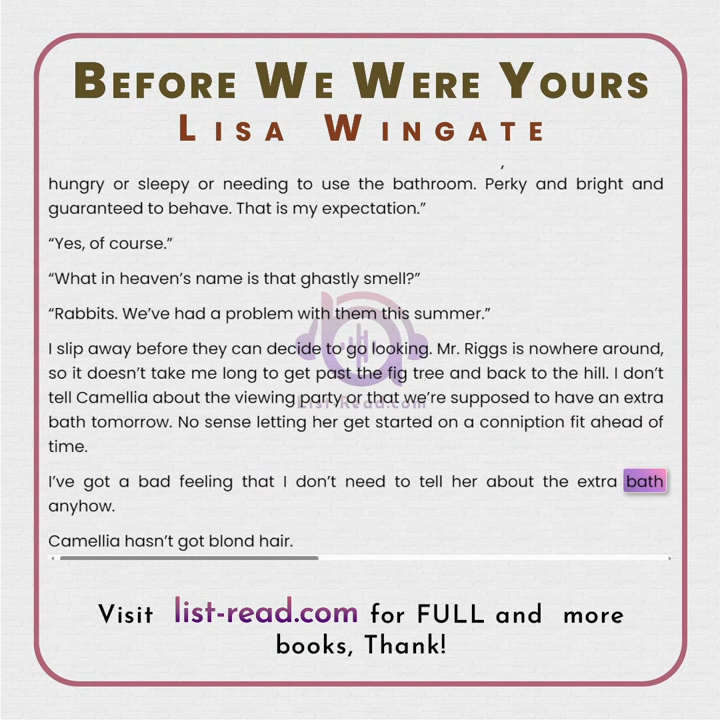 BEFORE WE WERE YOURS
LISA WINGATE
hungry or sleepy or needing to use the bathroom. Perky and bright and
guaranteed to behave. That is my expectation.”
“Yes, of course.”
“What in heaven’s name is that ghastly smell?”
“Rabbits. We’ve had a problem with them this summer.”
I slip away before they can decide to go looking. Mr. Riggs is nowhere around,
so it doesn’t take me long to get past the fig tree and back to the hill. I don’t
tell Camellia about the viewing party or that we’re supposed to have an extra
List-Read.com
bath tomorrow. No sense letting her get started on a conniption fit ahead of
time.
I’ve got a bad feeling that I don’t need to tell her about the extra bath
anyhow.
Camellia hasn’t got blond hair.
Visit list-read.com for FULL and more
books, Thank!